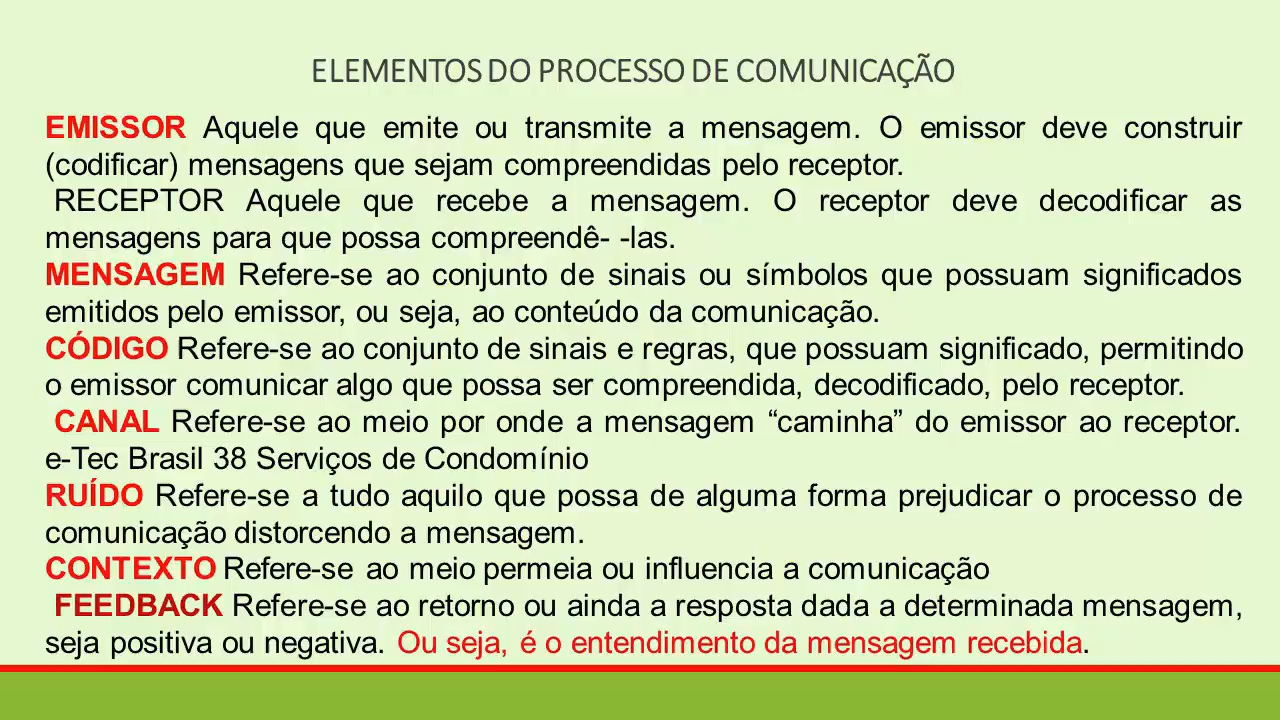 ELEMENTOS DO PROCESSO DE COMUNICAÇÃO
EMISSOR Aquele que emite ou transmite a mensagem. O emissor deve construir
(codificar) mensagens que sejam compreendidas pelo receptor.
RECEPTOR Aquele que recebe a mensagem. O receptor deve decodificar as
mensagens para que possa compreendê- -las.
MENSAGEM Refere-se ao conjunto de sinais ou símbolos que possuam significados
emitidos pelo emissor, ou seja, ao conteúdo da comunicação.
CÓDIGO Refere-se ao conjunto de sinais e regras, que possuam significado, permitindo
o emissor comunicar algo que possa ser compreendida, decodificado, pelo receptor.
CANAL Refere-se ao meio por onde a mensagem “caminha” do emissor ao receptor.
e-Tec Brasil 38 Serviços de Condomínio
RUÍDO Refere-se a tudo aquilo que possa de alguma forma prejudicar o processo de
comunicação distorcendo a mensagem.
CONTEXTO Refere-se ao meio permeia ou influencia a comunicação
FEEDBACK Refere-se ao retorno ou ainda a resposta dada a determinada mensagem,
seja positiva ou negativa. Ou seja, é o entendimento da mensagem recebida.